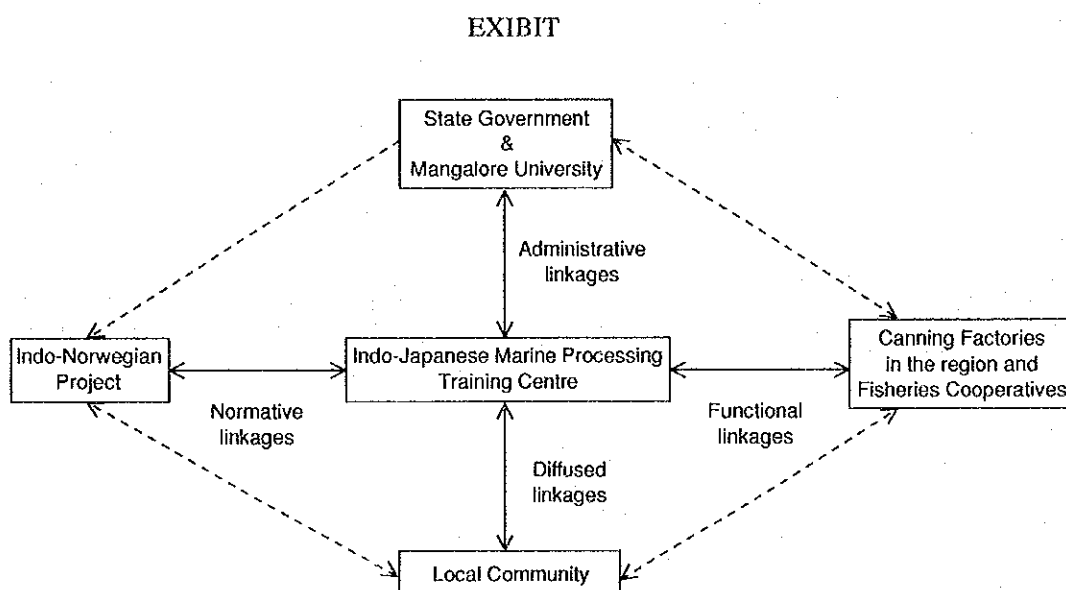 EXIBIT
State Government
&
Mangalore University
Administrative
linkages
Indo-Norwegian
Project
Indo-Japanese Marine Processing
Training Centre
Canning Factories
in the region and
Fisheries Cooperatives
Normative
linkages
Functional
linkages
Diffused
linkages
Local Community